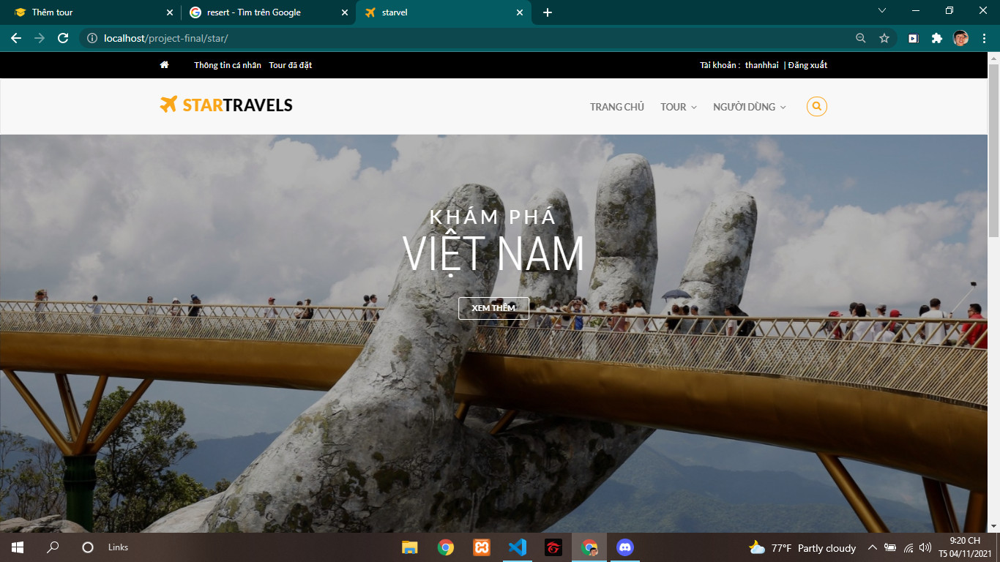 Thêm tour
resert - Tìm trên Google
starvel
localhost/project-final/star/
Thông tin cá nhân Tour đã đặt
Tài khoản : thanhhai | Đăng xuất
STARTRAVELS
TRANG CHỦ TOUR NGƯỜI DÙNG
KHÁM PHÁ
VIỆT NAM
XEM THÊM
Links
77°F Partly cloudy
9:20 CH
T5 04/11/2021